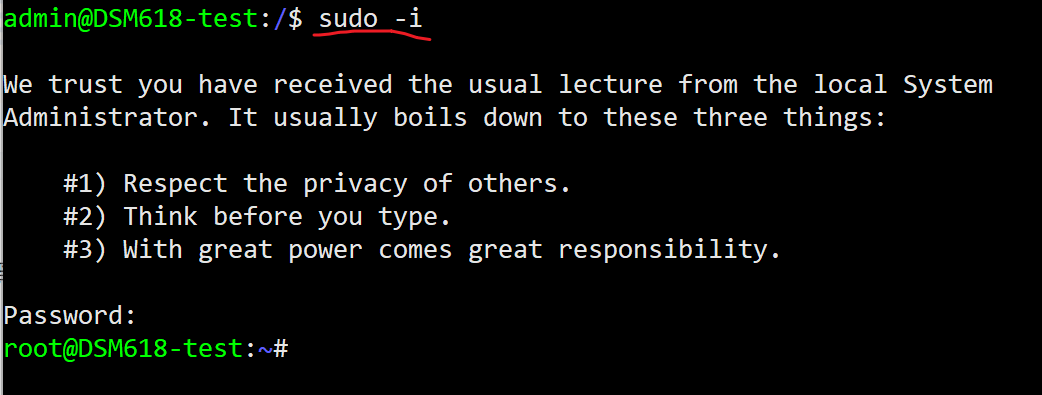 admin@DSM618-test:/$ sudo -i
We trust you have received the usual lecture from the local System
Administrator. It usually boils down to these three things:
#1) Respect the privacy of others.
#2) Think before you type.
#3) With great power comes great responsibility.
Password:
root@DSM618-test:~#